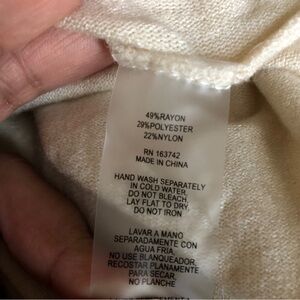 49%RAYON
29%POLYESTER
22%NYLON
RN 163742
MADE IN CHINA
HAND WASH SEPARATELY
IN COLD WATER.
DO NOT BLEACH.
LAY FLAT TO DRY.
DO NOT IRON
LAVAR A MANO
SEPARADAMENTE CON
AGUA FRIA.
NO USE BLANQUEADOR.
RECOSTAR PLANAMENTE
PARA SECAR.
NO PLANCHE